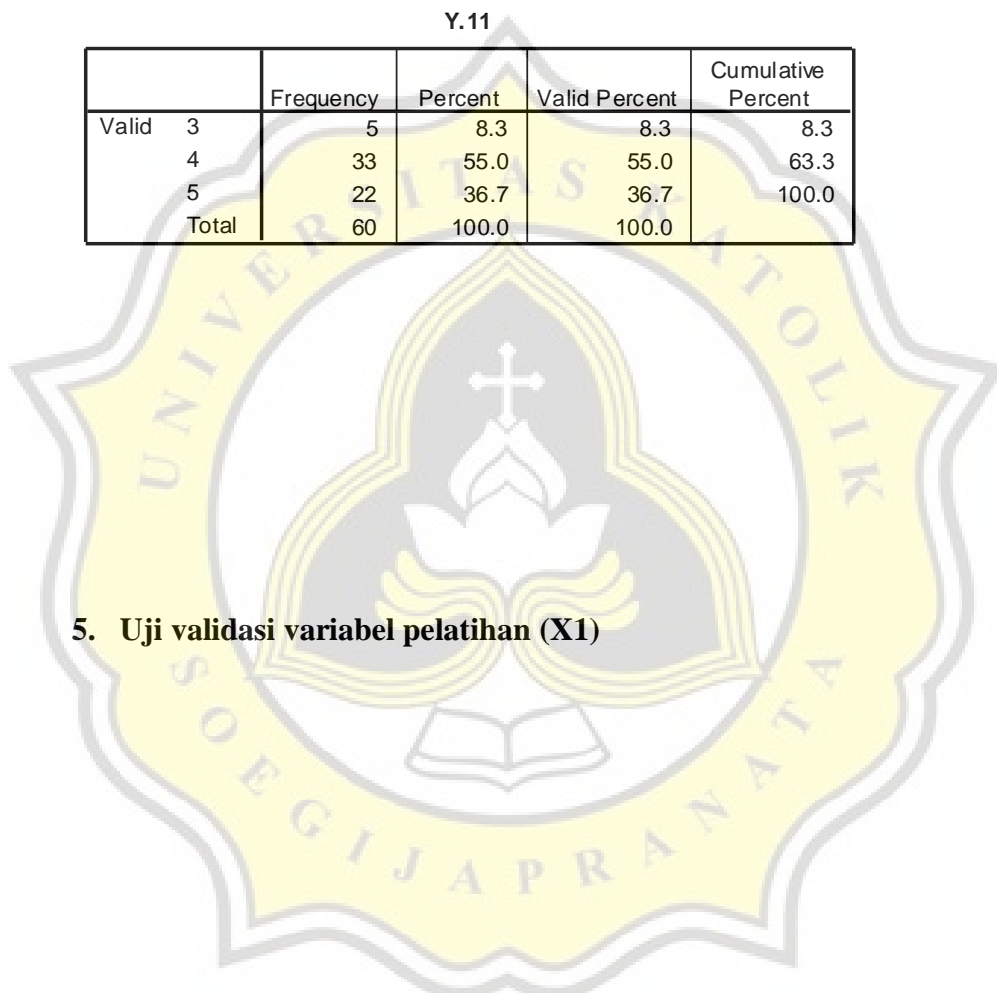 Y.11
Frequency Percent Valid Percent Cumulative Percent
Valid 3 5 8.3 8.3 8.3
4 33 55.0 55.0 63.3
5 22 36.7 36.7 100.0
Total 60 100.0 100.0
5. Uji validasi variabel pelatihan (X1)
UNIVERSITAS KATOLIK
SOEGIJAPRANATA